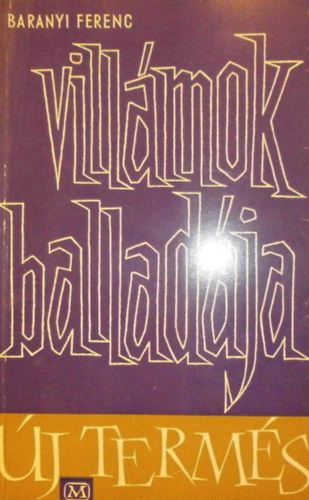 BARANYI FERENC
villámok
balladája
ÚJ TERMÉS
M